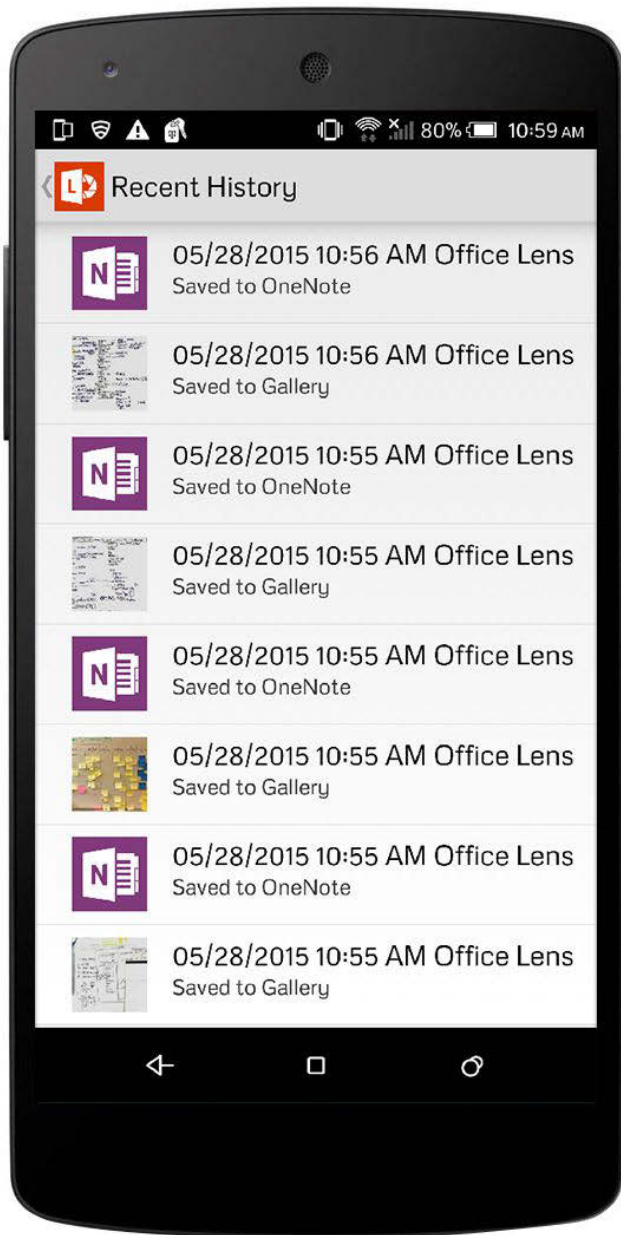 80% 10:59 AM
L
Recent History
N
05/28/2015 10:56 AM Office Lens
Saved to OneNote
05/28/2015 10:56 AM Office Lens
Saved to Gallery
N
05/28/2015 10:55 AM Office Lens
Saved to OneNote
05/28/2015 10:55 AM Office Lens
Saved to Gallery
N
05/28/2015 10:55 AM Office Lens
Saved to OneNote
05/28/2015 10:55 AM Office Lens
Saved to Gallery
N
05/28/2015 10:55 AM Office Lens
Saved to OneNote
05/28/2015 10:55 AM Office Lens
Saved to Gallery